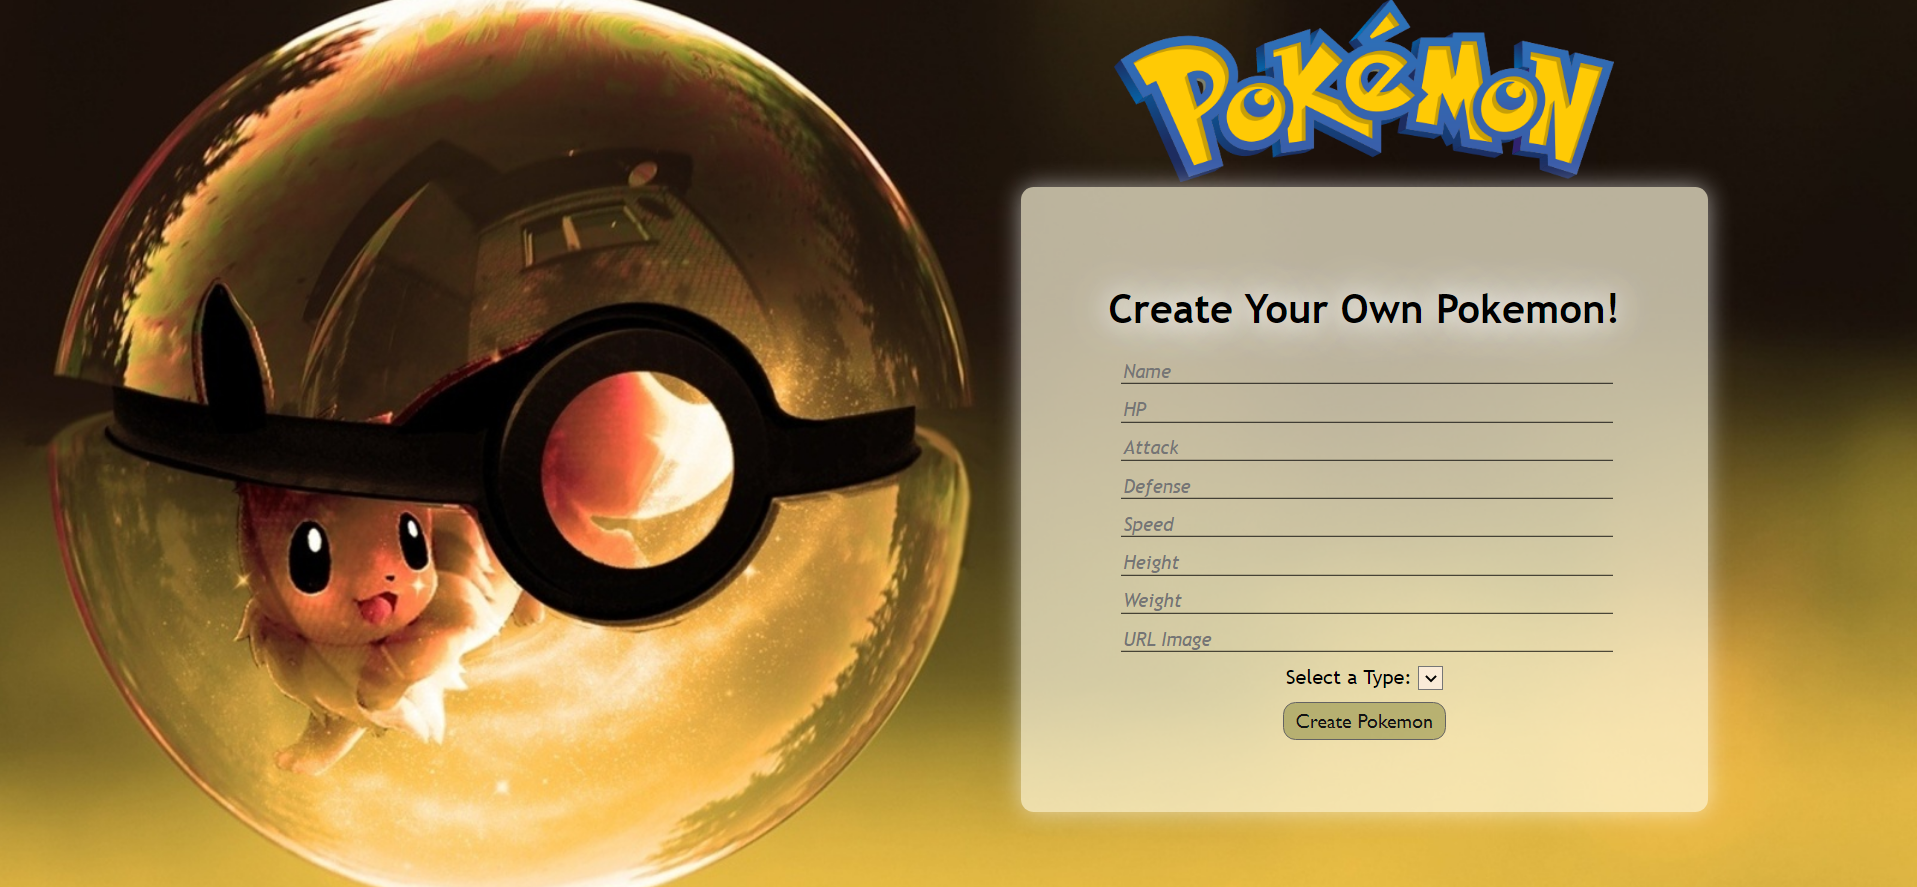 POKéMON
Create Your Own Pokemon!
Name
HP
Attack
Defense
Speed
Height
Weight
URL Image
Select a Type:
Create Pokemon